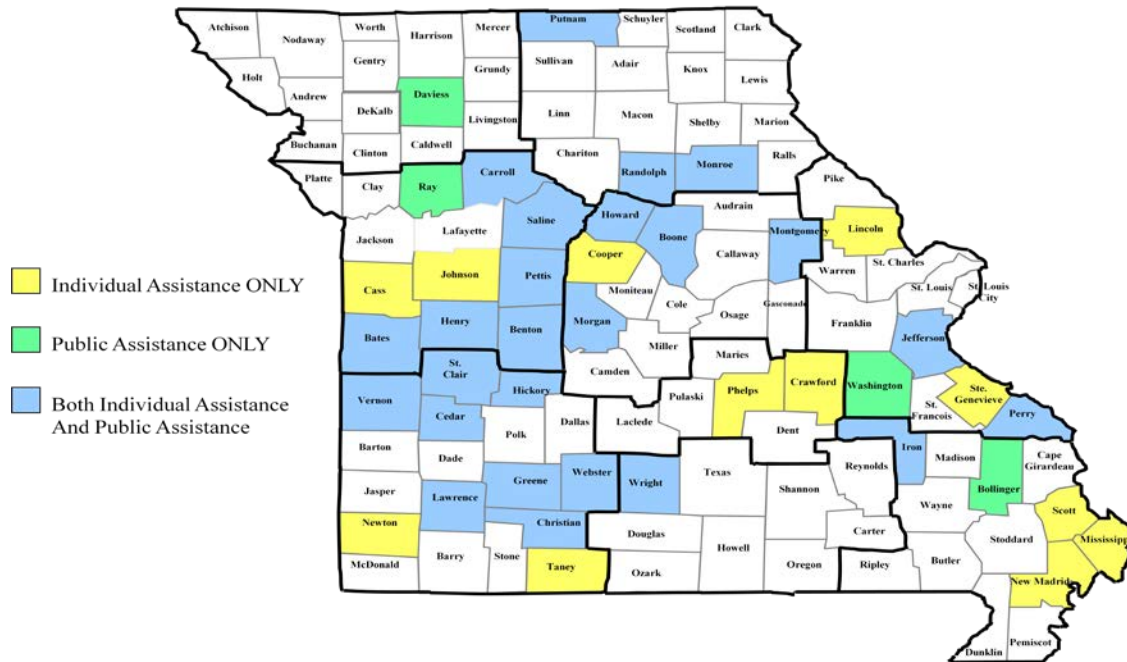 Atchison
Nodaway
Worth
Harrison
Mercer
Putnam
Schuyler
Scotland
Clark
Holt
Gentry
Grundy
Sullivan
Adair
Knox
Lewis
Andrew
DeKalb
Daviess
Livingston
Linn
Macon
Shelby
Marion
Buchanan
Clinton
Caldwell
Chariton
Randolph
Monroe
Ralls
Platte
Clay
Ray
Carroll
Pike
Jackson
Lafayette
Saline
Howard
Boone
Audrain
Callaway
Montgomery
Lincoln
Cooper
Warren
St. Charles
St. Louis
St. Louis
City
Cass
Johnson
Pettis
Moniteau
Cole
Osage
Gasconade
Franklin
Jefferson
Bates
Henry
Benton
Morgan
Miller
Camden
Maries
Phelps
Crawford
Washington
Ste.
Genevieve
St.
Francois
Perry
Vernon
St.
Clair
Hickory
Cedar
Polk
Dallas
Laclede
Pulaski
Dent
Iron
Madison
Cape
Girardeau
Bollinger
Barton
Dade
Jasper
Lawrence
Greene
Webster
Wright
Texas
Shannon
Reynolds
Wayne
Scott
Mississipp
Newton
McDonald
Barry
Stone
Christian
Taney
Douglas
Ozark
Howell
Oregon
Carter
Ripley
Butler
Stoddard
New Madrid
Pemiscot
Dunklin
Individual Assistance ONLY
Public Assistance ONLY
Both Individual Assistance
And Public Assistance